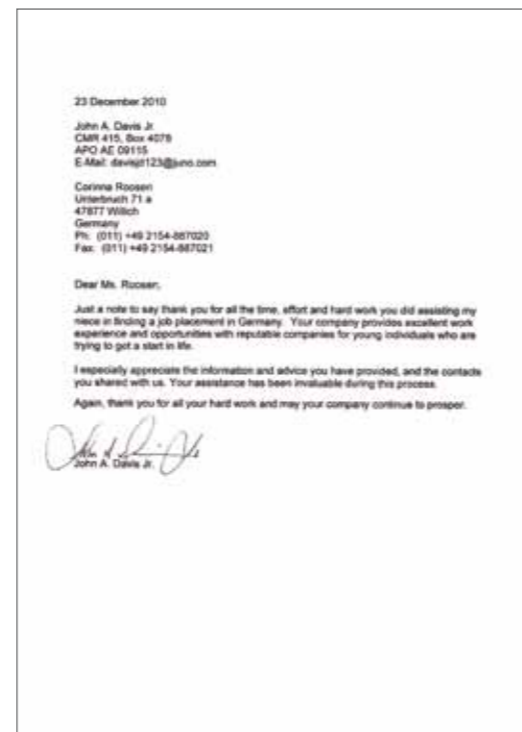 23 December 2010
John A. Davis Jr.
CMR 415, Box 4078
APO AE 09115
E-Mail: davisjt123@juno.com
Corinna Roosen
Unterbruch 71 a
47877 Willich
Germany
Ph: (011) +49 2154-887020
Fax: (011) +49 2154-887021
Dear Ms. Roosen,
Just a note to say thank you for all the time, effort and hard work you did assisting my
niece in finding a job placement in Germany. Your company provides excellent work
experience and opportunities with reputable companies for young individuals who are
trying to get a start in life.
I especially appreciate the information and advice you have provided, and the contacts
you shared with us. Your assistance has been invaluable during this process.
Again, thank you for all your hard work and may your company continue to prosper.
John A. Davis Jr.